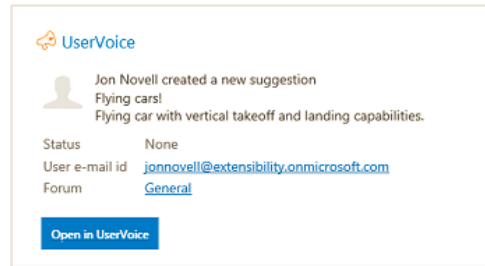 UserVoice
Jon Novell created a new suggestion
Flying cars!
Flying car with vertical takeoff and landing capabilities.
Status None
User e-mail id jonnovell@extensibility.onmicrosoft.com
Forum General
Open in UserVoice